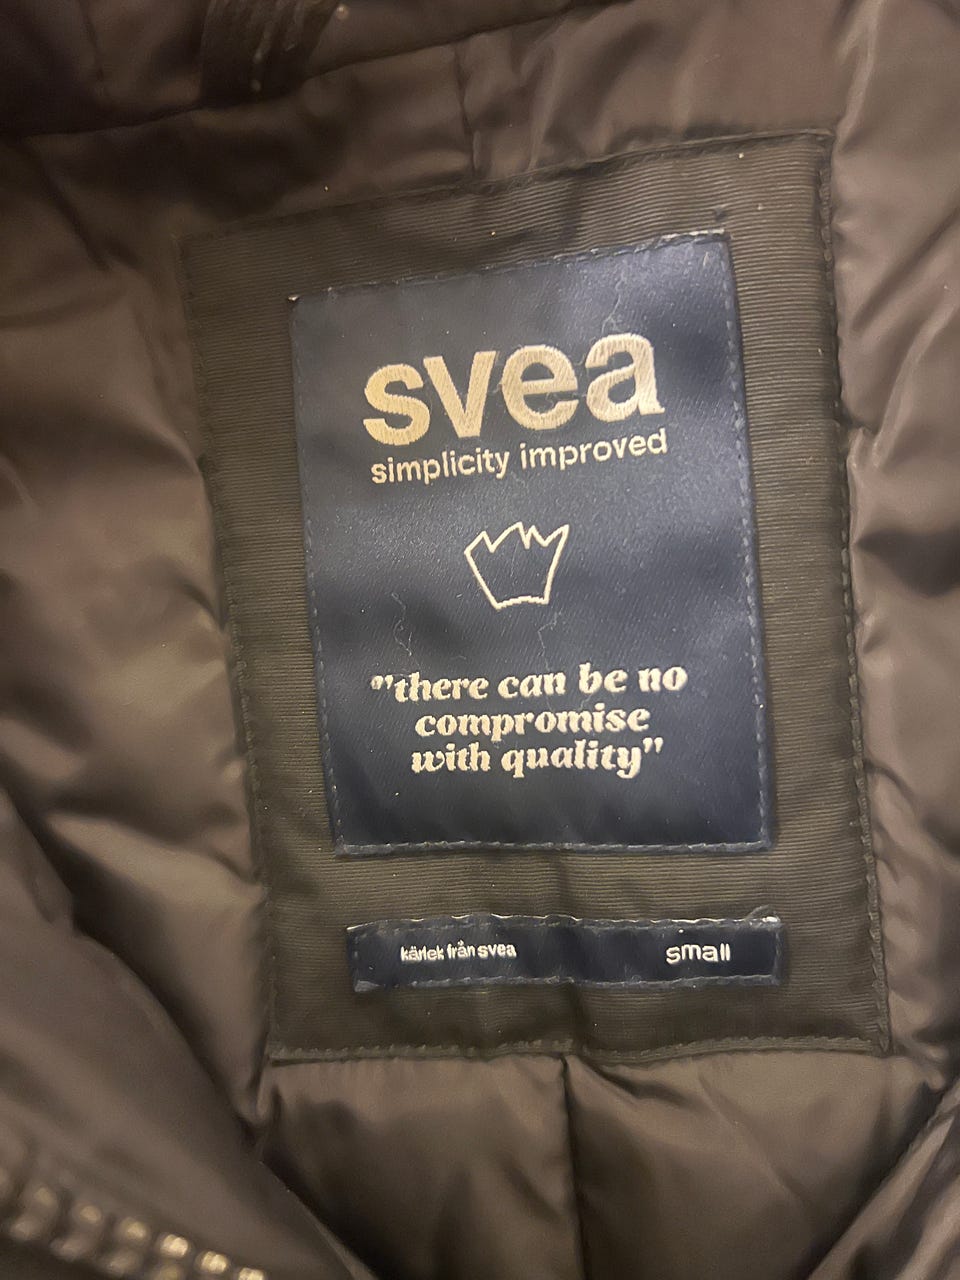 svea
simplicity improved
"there can be no
compromise
with quality"
kärlek från svea
small